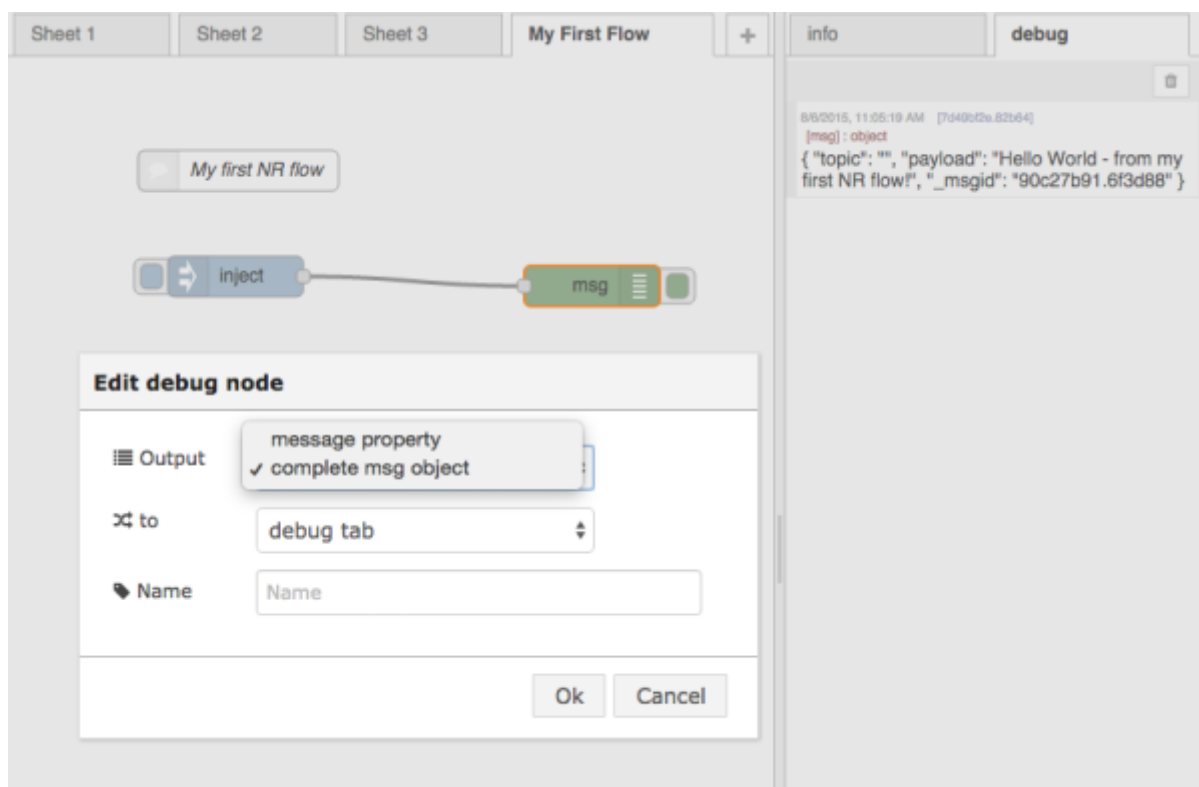 Sheet 1
Sheet 2
Sheet 3
My First Flow
+
info
debug
8/6/2015, 11:05:19 AM [7d49bf2e.82b64]
[msg] : object
{ "topic": "", "payload": "Hello World - from my
first NR flow!", "_msgid": "90c27b91.6f3d88" }
My first NR flow
inject
msg
Edit debug node
Output
message property
✓ complete msg object
to
debug tab
Name
Name
Ok
Cancel